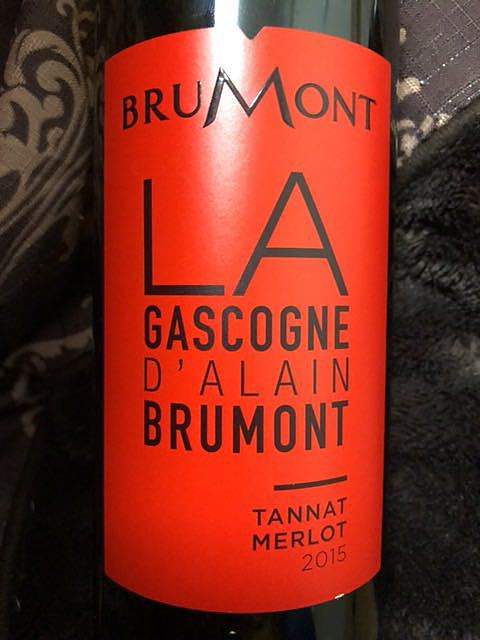 BRUMONT
LA
GASCOGNE
D'ALAIN
BRUMONT
TANNAT
MERLOT
2015